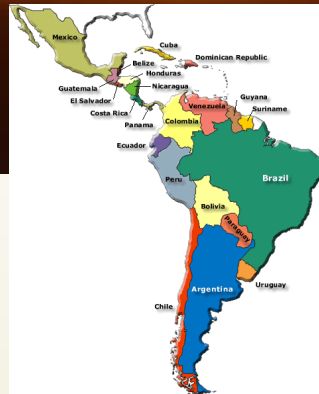 Mexico
Cuba
Dominican Republic
Belize
Honduras
Guatemala
Nicaragua
El Salvador
Costa Rica
Panama
Venezuela
Guyana
Suriname
Colombia
Ecuador
Peru
Brazil
Bolivia
Paraguay
Uruguay
Argentina
Chile